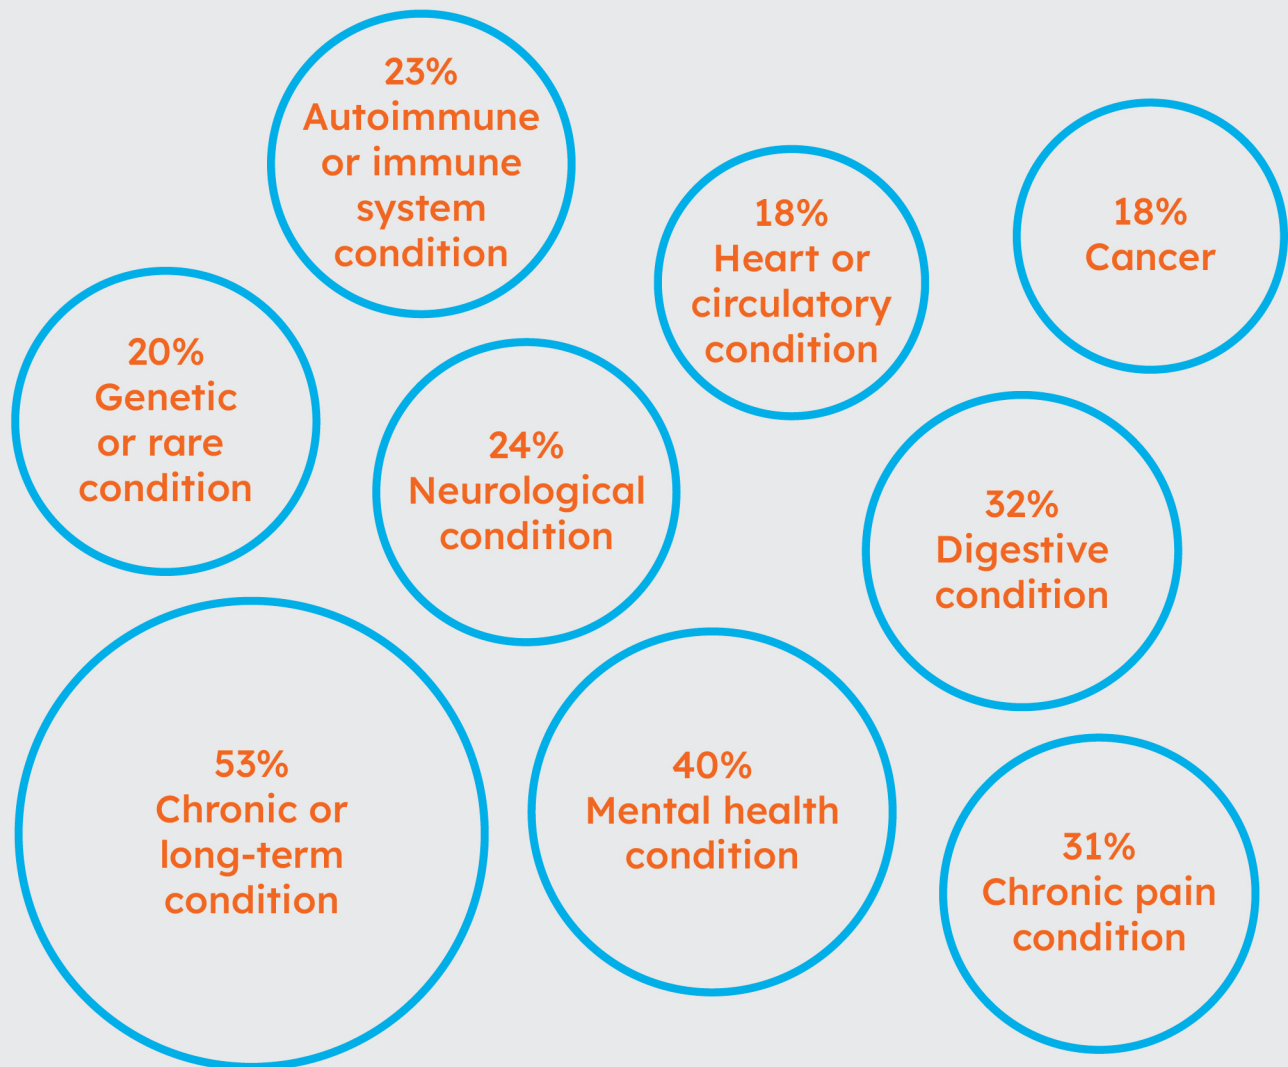 23%
Autoimmune
or immune
system
condition
18%
Heart or
circulatory
condition
18%
Cancer
20%
Genetic
or rare
condition
24%
Neurological
condition
32%
Digestive
condition
53%
Chronic or
long-term
condition
40%
Mental health
condition
31%
Chronic pain
condition